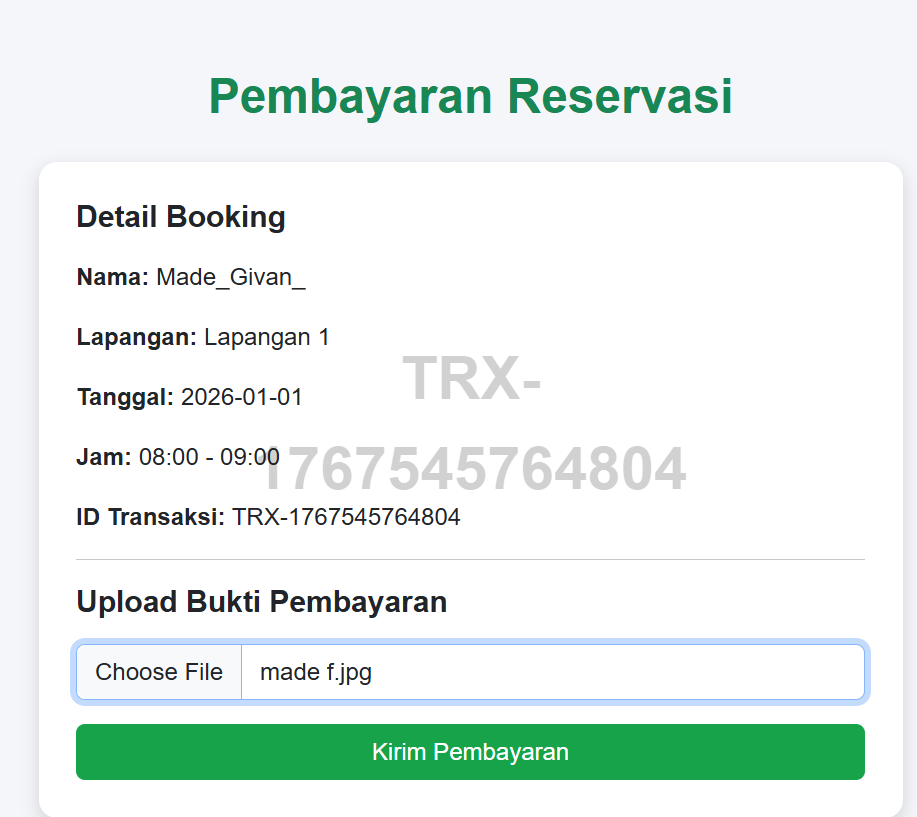 Pembayaran Reservasi
Detail Booking
Nama: Made_Givan_
Lapangan: Lapangan 1
TRX-
Tanggal: 2026-01-01
Jam: 08:00 - 09:00
1767545764804
ID Transaksi: TRX-1767545764804
Upload Bukti Pembayaran
Choose File made f.jpg
Kirim Pembayaran